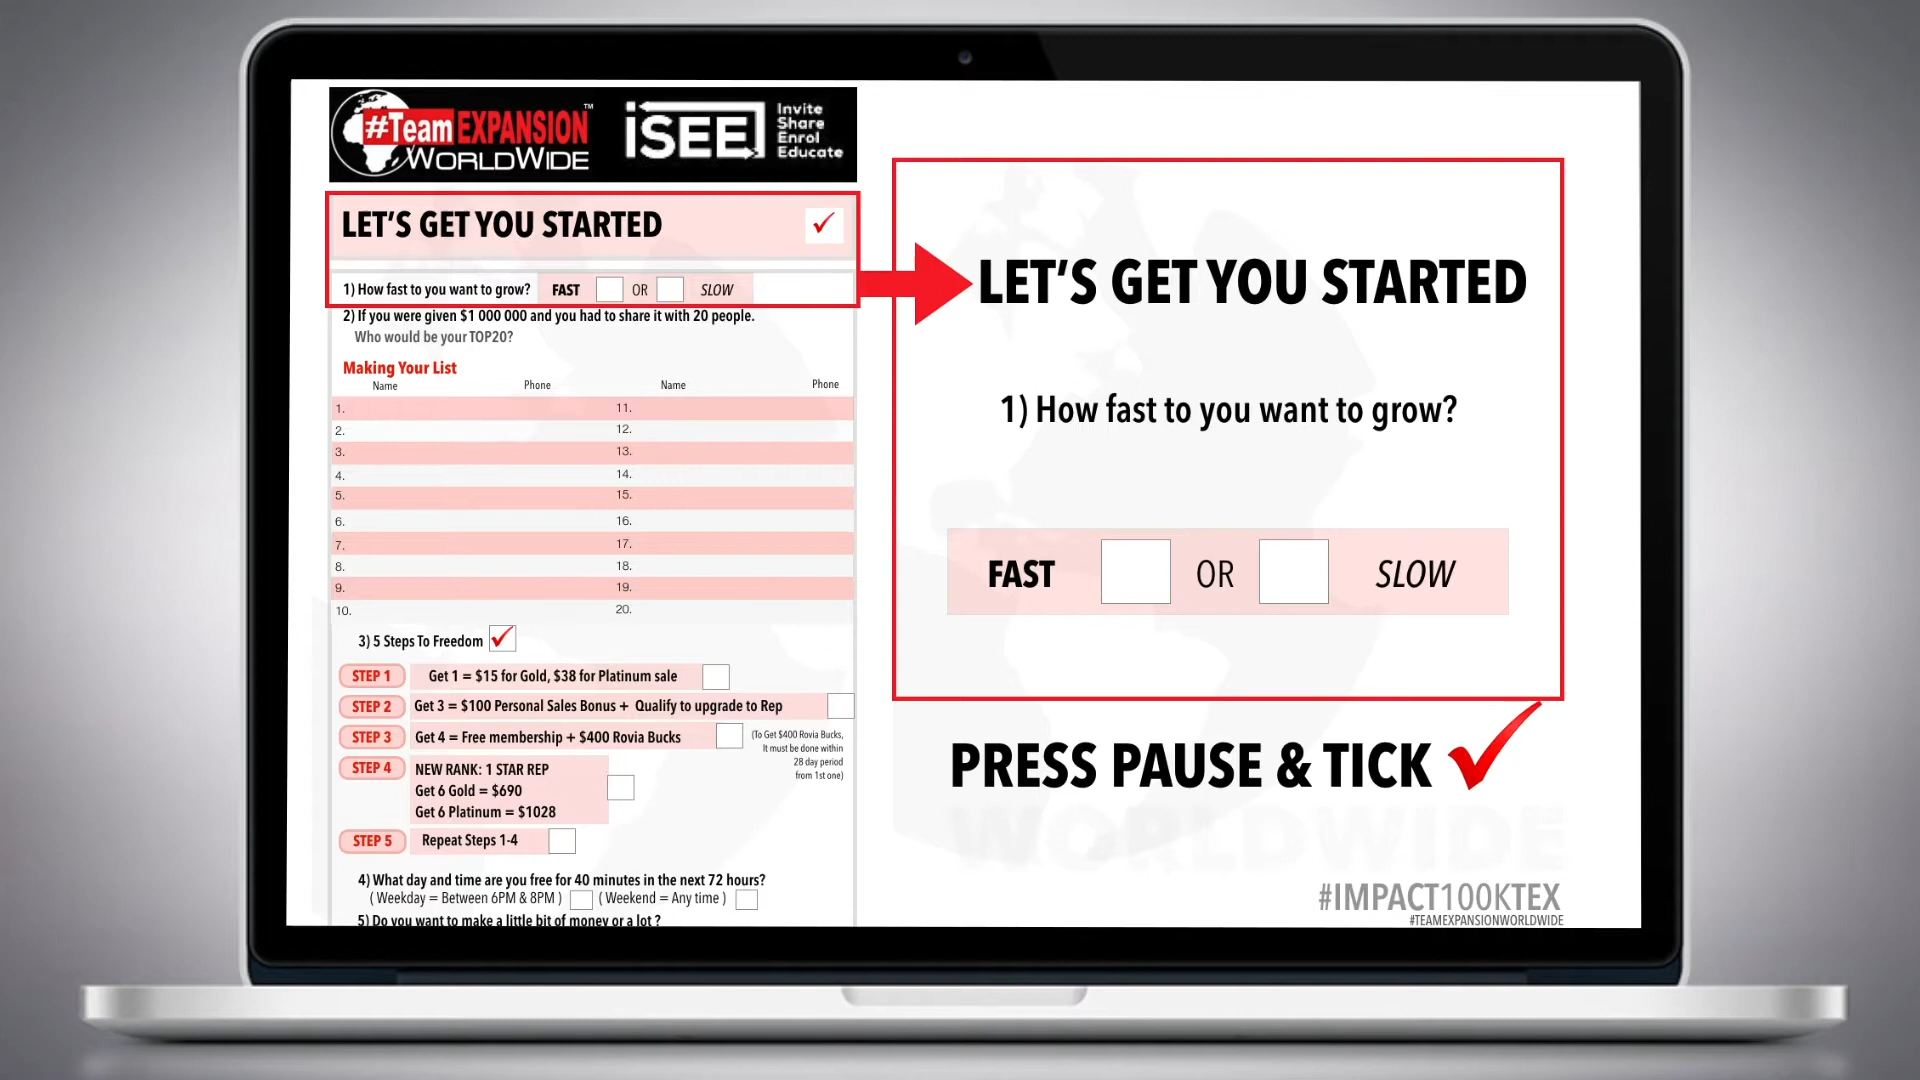 #Team EXPANSION™
WORLDWIDE
iSEE
Invite
Share
Enrol
Educate
LET'S GET YOU STARTED
1) How fast to you want to grow? FAST OR SLOW
2) If you were given $1 000 000 and you had to share it with 20 people.
Who would be your TOP20?
Making Your List
Name Phone Name Phone
1. 11.
2. 12.
3. 13.
4. 14.
5. 15.
6. 16.
7. 17.
8. 18.
9. 19.
10. 20.
3) 5 Steps To Freedom
STEP 1 Get 1 = $15 for Gold, $38 for Platinum sale
STEP 2 Get 3 = $100 Personal Sales Bonus + Qualify to upgrade to Rep
STEP 3 Get 4 = Free membership + $400 Rovia Bucks
(To Get $400 Rovia Bucks,
It must be done within
28 day period
from 1st one)
STEP 4 NEW RANK: 1 STAR REP
Get 6 Gold = $690
Get 6 Platinum = $1028
STEP 5 Repeat Steps 1-4
4) What day and time are you free for 40 minutes in the next 72 hours?
( Weekday = Between 6PM & 8PM ) ( Weekend = Any time )
5) Do you want to make a little bit of money or a lot ?
LET'S GET YOU STARTED
1) How fast to you want to grow?
FAST OR SLOW
PRESS PAUSE & TICK
WORLDWIDE
#IMPACT100KTEX
#TEAMEXPANSIONWORLDWIDE